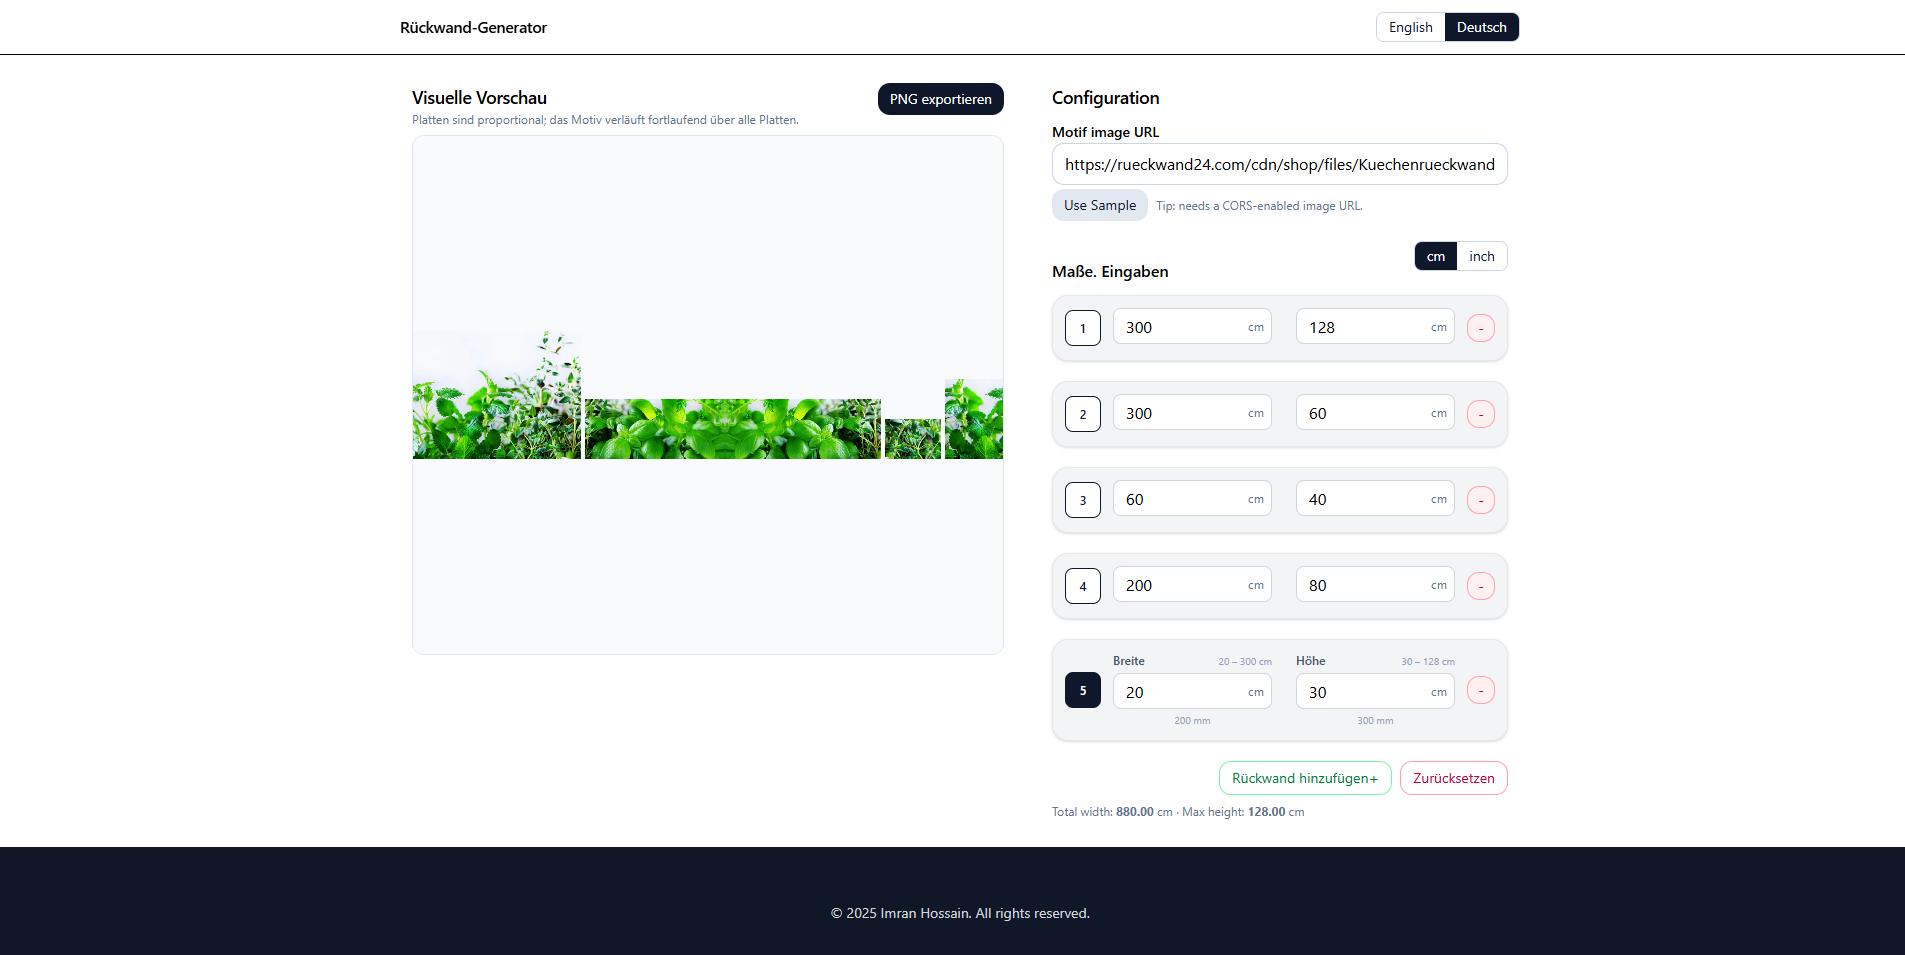 Rückwand-Generator
English
Deutsch
Visuelle Vorschau
PNG exportieren
Platten sind proportional; das Motiv verläuft fortlaufend über alle Platten.
Configuration
Motif image URL
https://rueckwand24.com/cdn/shop/files/Kuechenrueckwand
Use Sample
Tip: needs a CORS-enabled image URL.
cm
inch
Maße. Eingaben
1
300
cm
128
cm
-
2
300
cm
60
cm
-
3
60
cm
40
cm
-
4
200
cm
80
cm
-
Breite
20 – 300 cm
Höhe
30 – 128 cm
5
20
cm
30
cm
-
200 mm
300 mm
Rückwand hinzufügen+
Zurücksetzen
Total width: 880.00 cm · Max height: 128.00 cm
© 2025 Imran Hossain. All rights reserved.